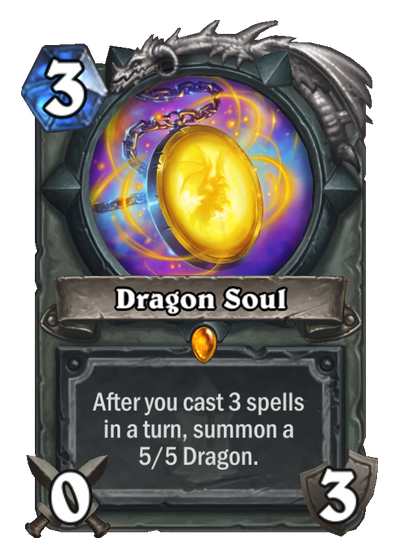 3
Dragon Soul
After you cast 3 spells
in a turn, summon a
5/5 Dragon.
0
3